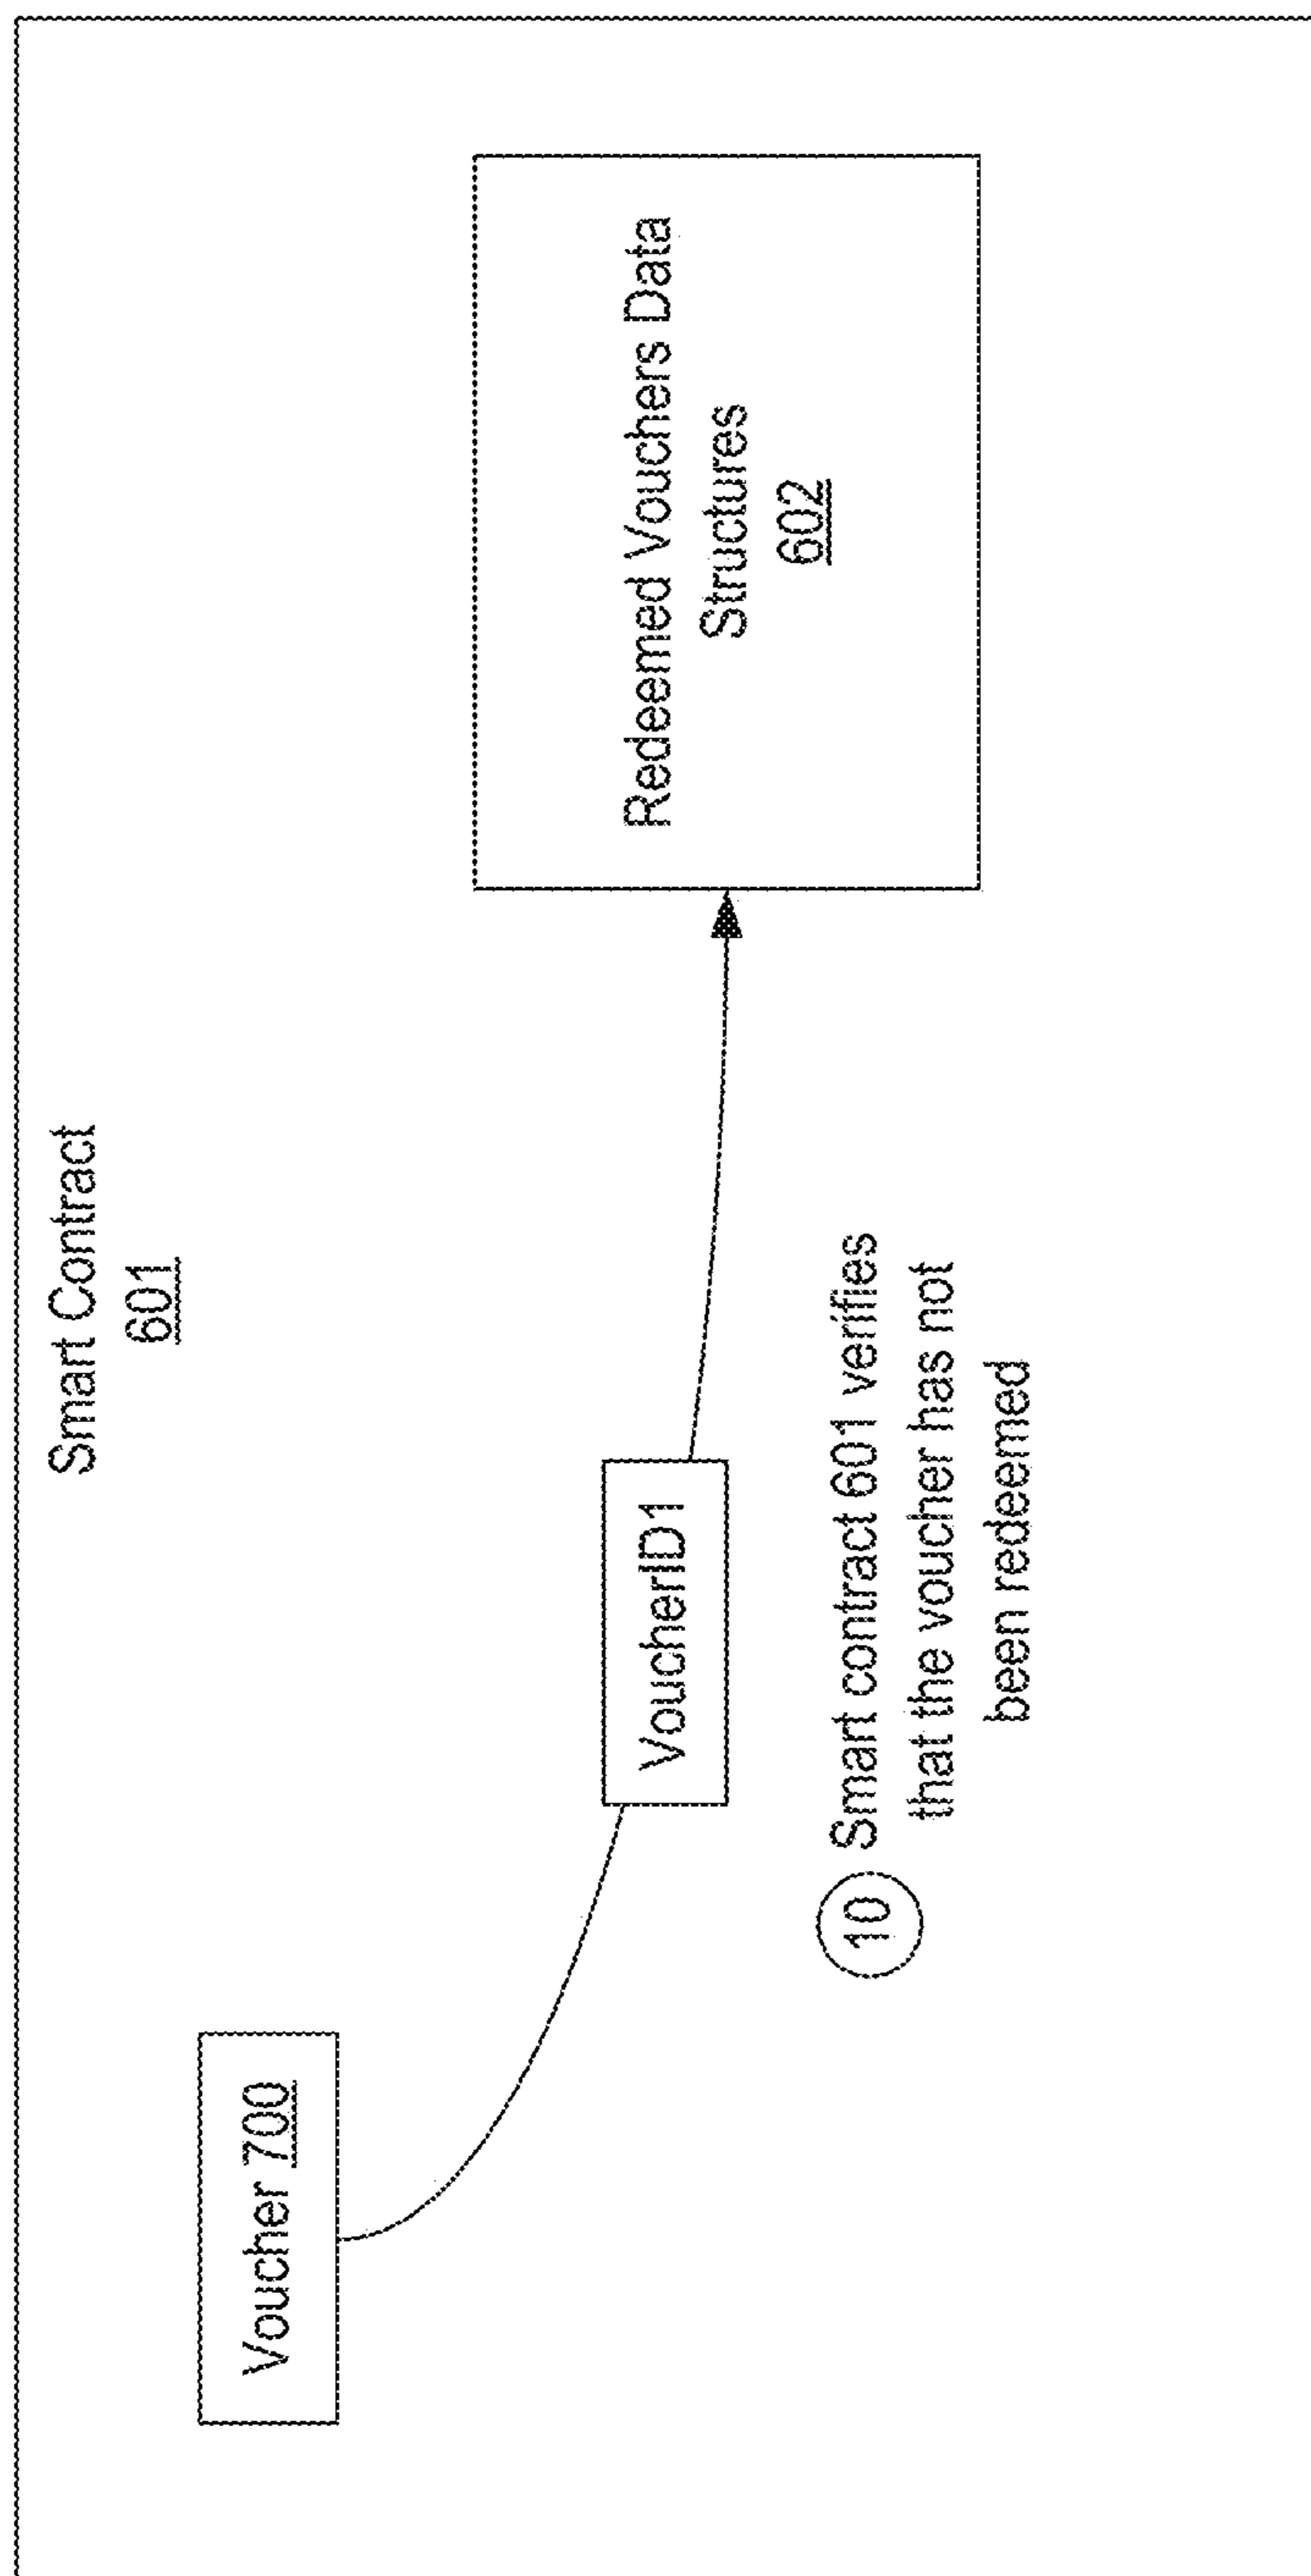 Smart Contract
601
Voucher 700
VoucherID1
Redeemed Vouchers Data
Structures
602
10 Smart contract 601 verifies
that the voucher has not
been redeemed